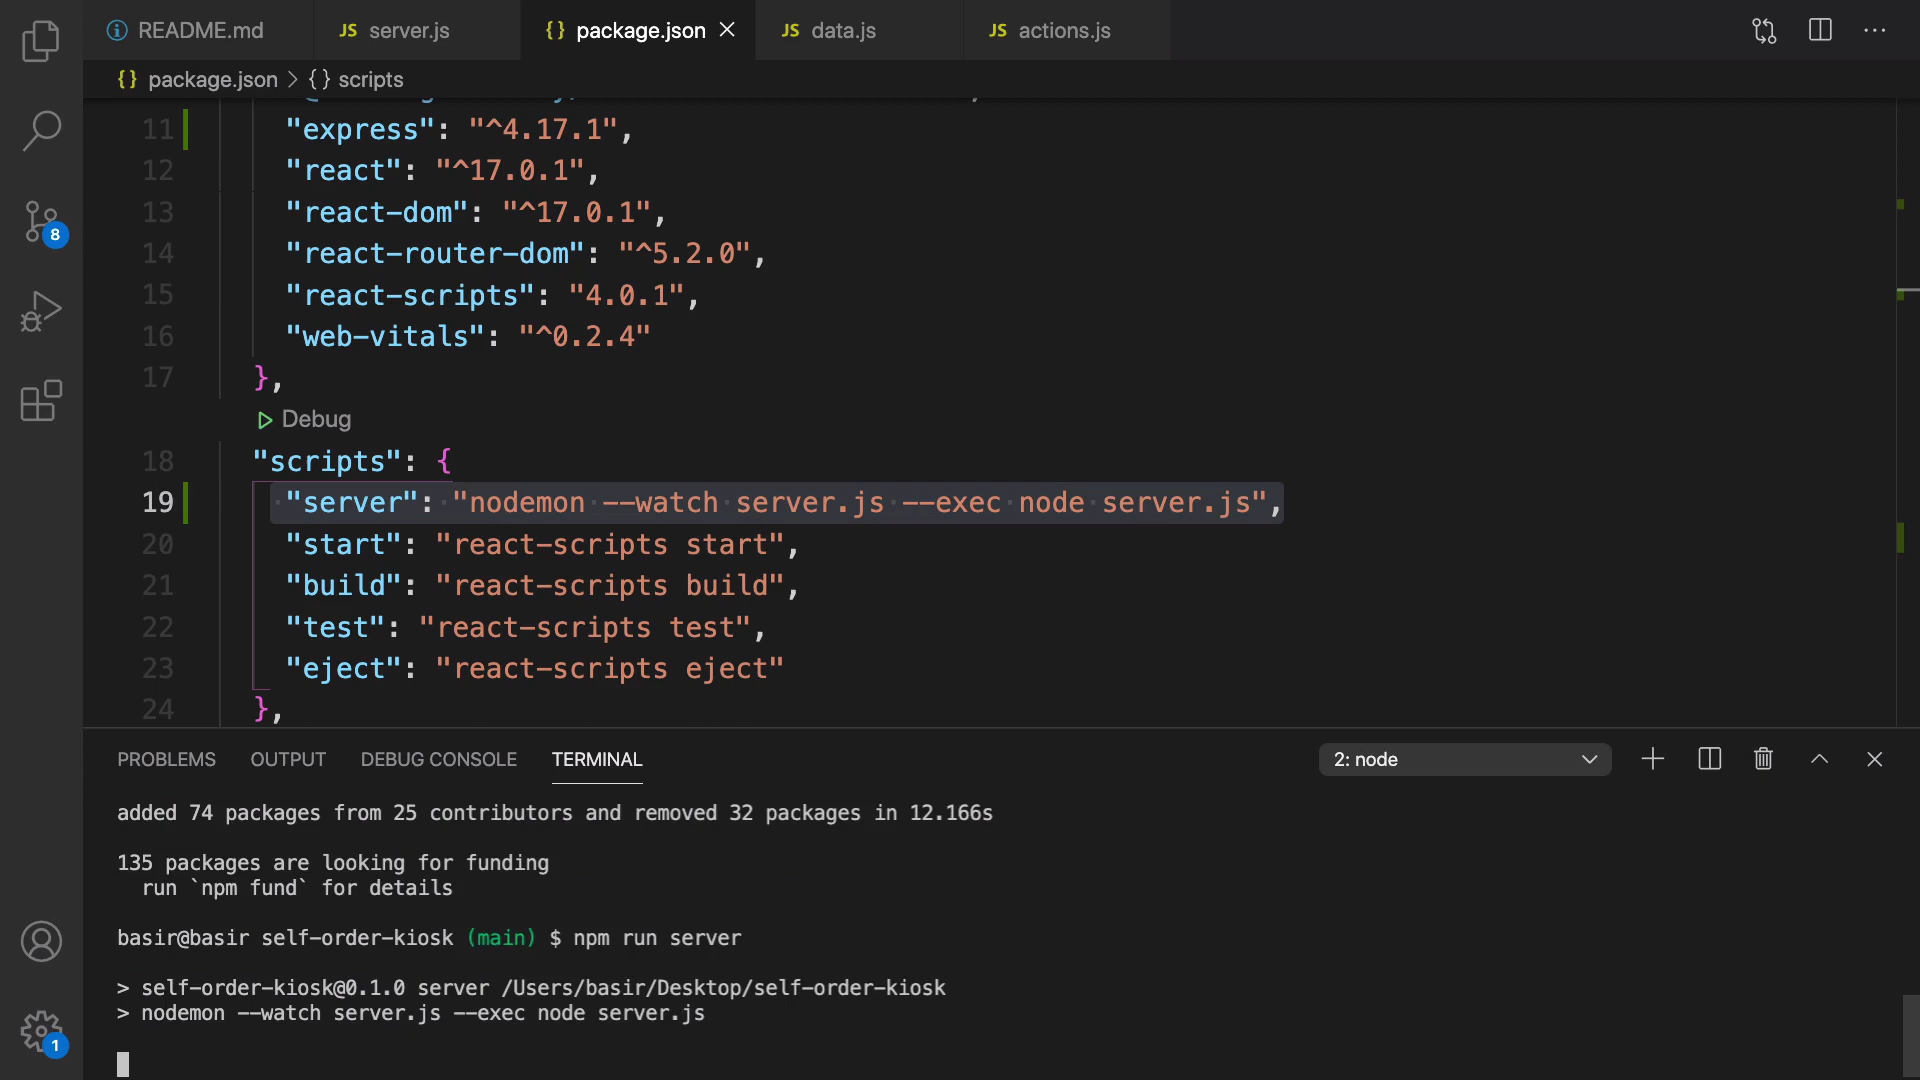 README.md
JS server.js
{} package.json
JS data.js
JS actions.js
{} package.json > {} scripts
11 "express": "^4.17.1",
12 "react": "^17.0.1",
13 "react-dom": "^17.0.1",
14 "react-router-dom": "^5.2.0",
15 "react-scripts": "4.0.1",
16 "web-vitals": "^0.2.4"
17 },
Debug
18 "scripts": {
19 "server": "nodemon --watch server.js --exec node server.js",
20 "start": "react-scripts start",
21 "build": "react-scripts build",
22 "test": "react-scripts test",
23 "eject": "react-scripts eject"
24 },
8
PROBLEMS OUTPUT DEBUG CONSOLE TERMINAL
2: node
added 74 packages from 25 contributors and removed 32 packages in 12.166s
135 packages are looking for funding
run `npm fund` for details
basir@basir self-order-kiosk (main) $ npm run server
> self-order-kiosk@0.1.0 server /Users/basir/Desktop/self-order-kiosk
> nodemon --watch server.js --exec node server.js
1